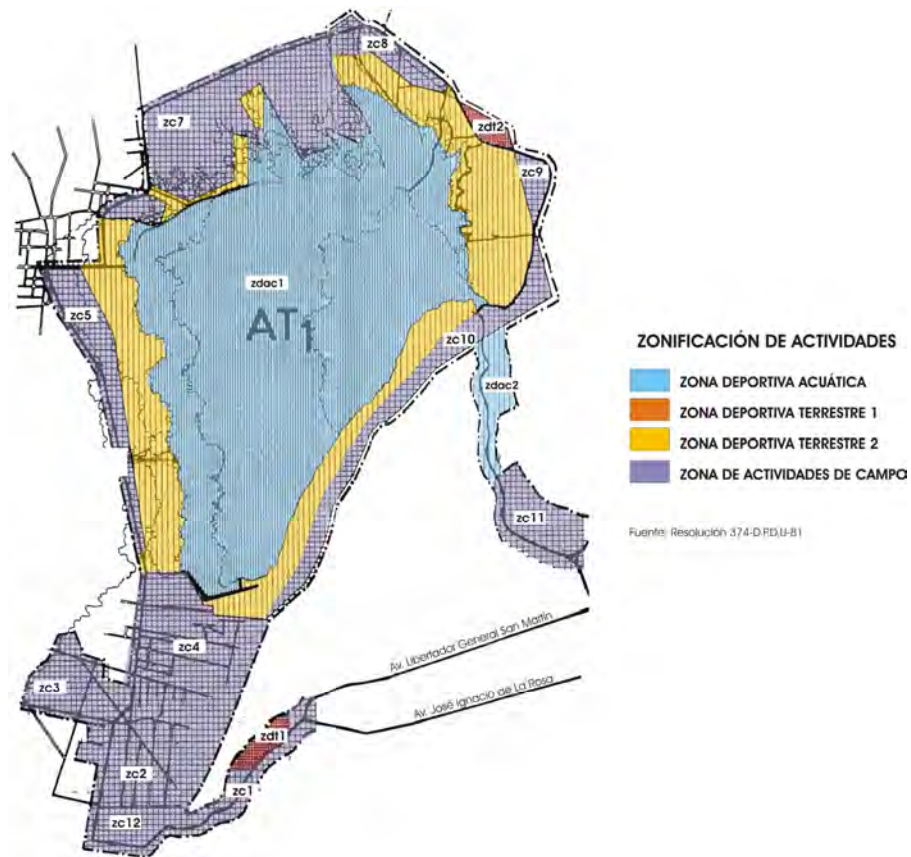 zc8
zc7
zdt2
zc9
zdac1
AT1
zc5
zc10
zdac2
zc11
zc4
zc3
zdt1
zc2
zc1
zc12
Av. Libertador General San Martín
Av. José Ignacio de La Rosa
ZONIFICACIÓN DE ACTIVIDADES
ZONA DEPORTIVA ACUÁTICA
ZONA DEPORTIVA TERRESTRE 1
ZONA DEPORTIVA TERRESTRE 2
ZONA DE ACTIVIDADES DE CAMPO
Fuente: Resolución 374-D.P.D.U-81